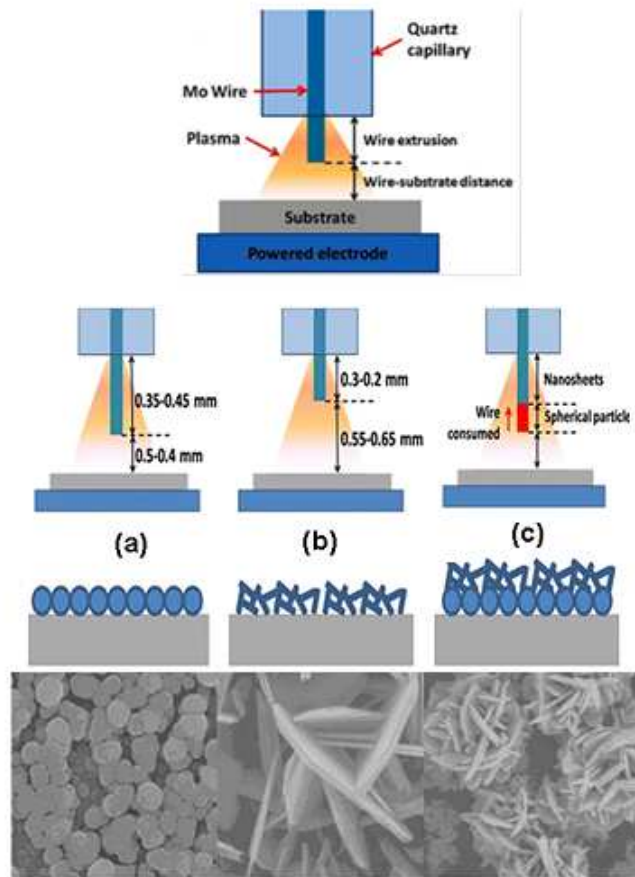 Quartz
capillary
Mo Wire
Plasma
Wire extrusion
Wire-substrate distance
Substrate
Powered electrode
0.35-0.45 mm
0.5-0.4 mm
0.3-0.2 mm
0.55-0.65 mm
Nanosheets
Wire
consumed
Spherical particle
(a)
(b)
(c)